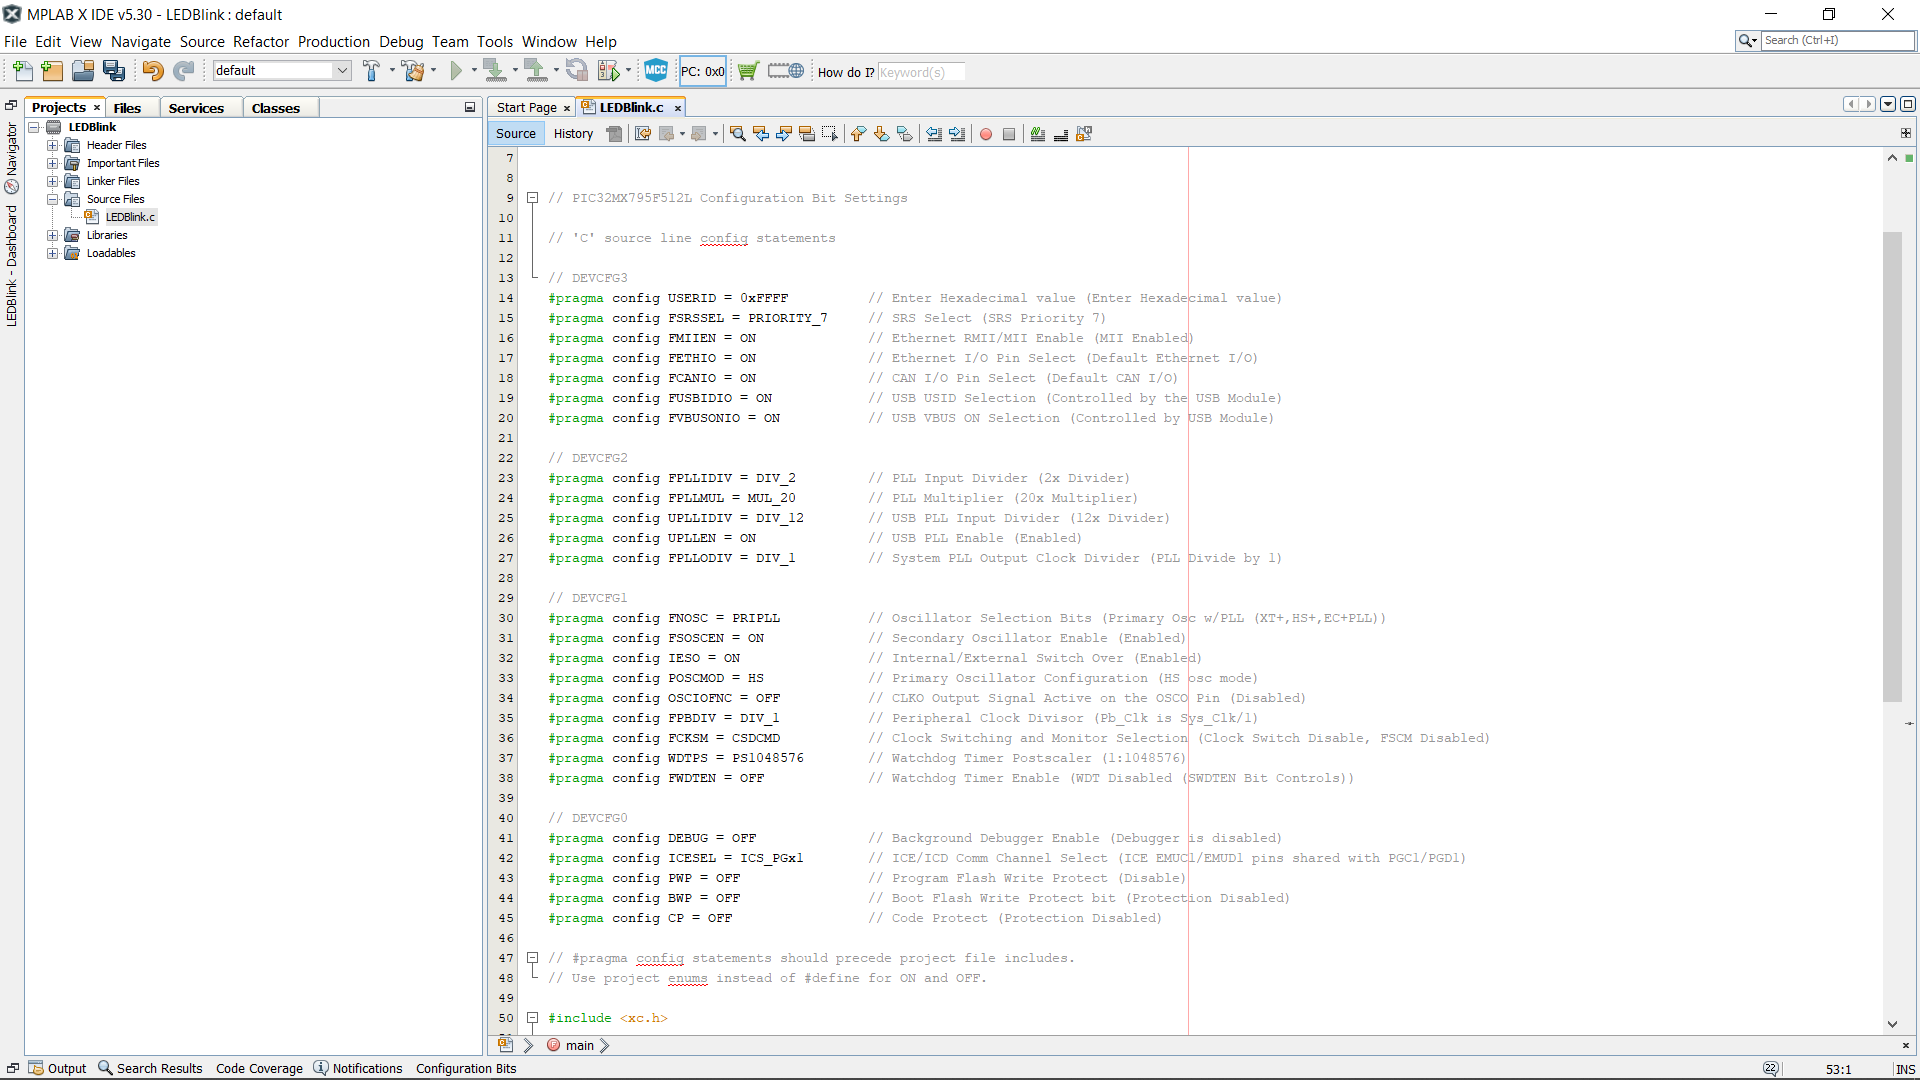 MPLAB X IDE v5.30 - LEDBlink : default
File Edit View Navigate Source Refactor Production Debug Team Tools Window Help
Search (Ctrl+I)
default
MCC
PC: 0x0
How do I?
Keyword(s)
Projects
Files
Services
Classes
Start Page
LEDBlink.c
Navigator
LEDBlink - Dashboard
LEDBlink
Header Files
Important Files
Linker Files
Source Files
LEDBlink.c
Libraries
Loadables
Source
History
7
8
9 // PIC32MX795F512L Configuration Bit Settings
10
11 // 'C' source line config statements
12
13 // DEVCFG3
14 #pragma config USERID = 0xFFFF // Enter Hexadecimal value (Enter Hexadecimal value)
15 #pragma config FSRSSEL = PRIORITY_7 // SRS Select (SRS Priority 7)
16 #pragma config FMIIEN = ON // Ethernet RMII/MII Enable (MII Enabled)
17 #pragma config FETHIO = ON // Ethernet I/O Pin Select (Default Ethernet I/O)
18 #pragma config FCANIO = ON // CAN I/O Pin Select (Default CAN I/O)
19 #pragma config FUSBIDIO = ON // USB USID Selection (Controlled by the USB Module)
20 #pragma config FVBUSONIO = ON // USB VBUS ON Selection (Controlled by USB Module)
21
22 // DEVCFG2
23 #pragma config FPLLIDIV = DIV_2 // PLL Input Divider (2x Divider)
24 #pragma config FPLLMUL = MUL_20 // PLL Multiplier (20x Multiplier)
25 #pragma config UPLLIDIV = DIV_12 // USB PLL Input Divider (12x Divider)
26 #pragma config UPLLEN = ON // USB PLL Enable (Enabled)
27 #pragma config FPLLODIV = DIV_1 // System PLL Output Clock Divider (PLL Divide by 1)
28
29 // DEVCFG1
30 #pragma config FNOSC = PRIPLL // Oscillator Selection Bits (Primary Osc w/PLL (XT+,HS+,EC+PLL))
31 #pragma config FSOSCEN = ON // Secondary Oscillator Enable (Enabled)
32 #pragma config IESO = ON // Internal/External Switch Over (Enabled)
33 #pragma config POSCMOD = HS // Primary Oscillator Configuration (HS osc mode)
34 #pragma config OSCIOFNC = OFF // CLKO Output Signal Active on the OSCO Pin (Disabled)
35 #pragma config FPBDIV = DIV_1 // Peripheral Clock Divisor (Pb_Clk is Sys_Clk/1)
36 #pragma config FCKSM = CSDCMD // Clock Switching and Monitor Selection (Clock Switch Disable, FSCM Disabled)
37 #pragma config WDTPS = PS1048576 // Watchdog Timer Postscaler (1:1048576)
38 #pragma config FWDTEN = OFF // Watchdog Timer Enable (WDT Disabled (SWDTEN Bit Controls))
39
40 // DEVCFG0
41 #pragma config DEBUG = OFF // Background Debugger Enable (Debugger is disabled)
42 #pragma config ICESEL = ICS_PGx1 // ICE/ICD Comm Channel Select (ICE EMUC1/EMUD1 pins shared with PGC1/PGD1)
43 #pragma config PWP = OFF // Program Flash Write Protect (Disable)
44 #pragma config BWP = OFF // Boot Flash Write Protect bit (Protection Disabled)
45 #pragma config CP = OFF // Code Protect (Protection Disabled)
46
47 // #pragma config statements should precede project file includes.
48 // Use project enums instead of #define for ON and OFF.
49
50 #include <xc.h>
main
Output
Search Results
Code Coverage
Notifications
Configuration Bits
22
53:1
INS